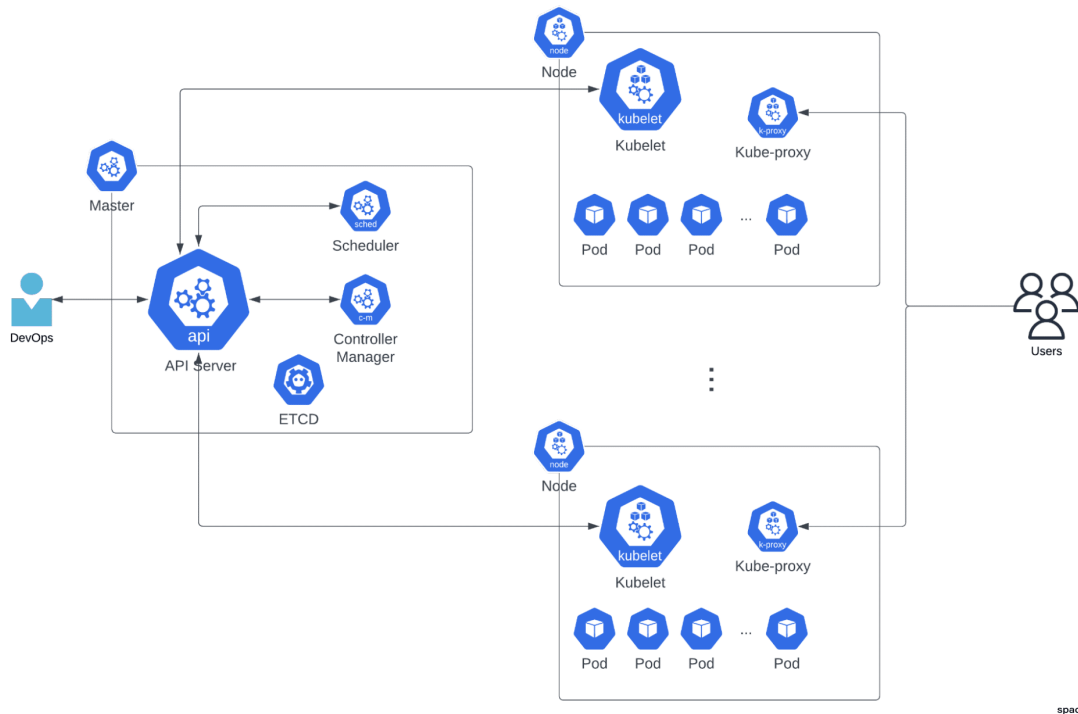 node
Node
kubelet
Kubelet
k-proxy
Kube-proxy
Pod
Pod
Pod
...
Pod
Master
sched
Scheduler
api
API Server
c-m
Controller
Manager
ETCD
DevOps
Users
node
Node
kubelet
Kubelet
k-proxy
Kube-proxy
Pod
Pod
Pod
...
Pod